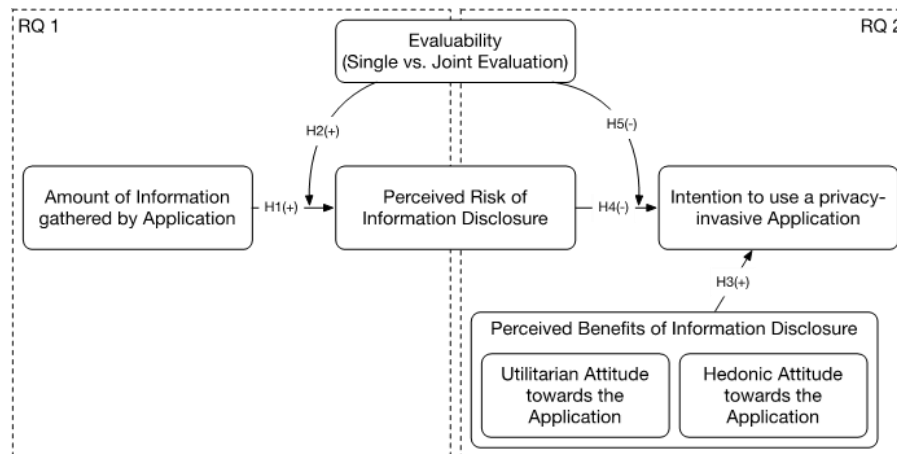 RQ 1
RQ 2
Evaluability
(Single vs. Joint Evaluation)
H2(+)
H5(-)
Amount of Information
gathered by Application
H1(+)
Perceived Risk of
Information Disclosure
H4(-)
Intention to use a privacy-
invasive Application
H3(+)
Perceived Benefits of Information Disclosure
Utilitarian Attitude
towards the
Application
Hedonic Attitude
towards the
Application